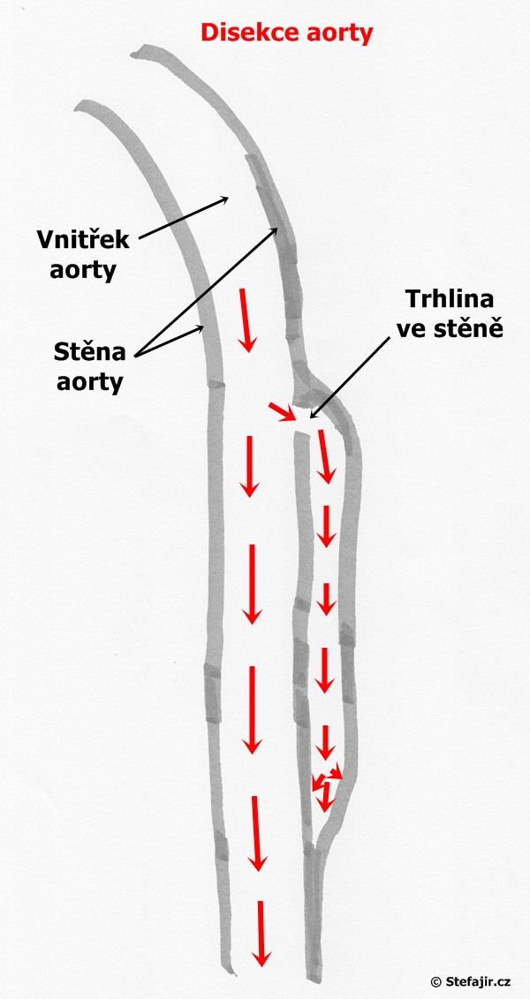 Disekce aorty
Vnitřek
aorty
Trhlina
ve stěně
Stěna
aorty
© Stefajir.cz